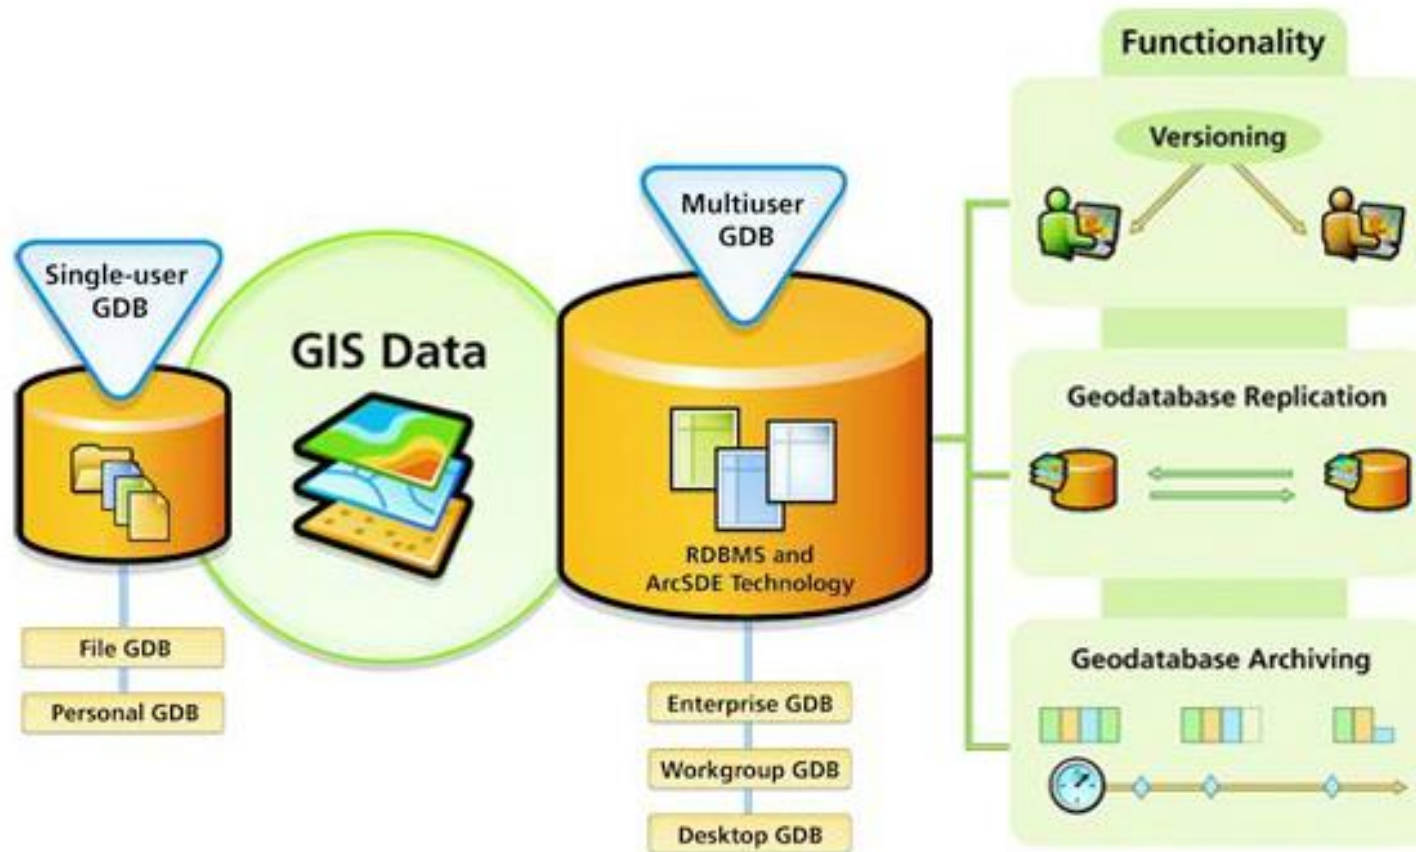 Functionality
Versioning
Multiuser
GDB
Single-user
GDB
GIS Data
Geodatabase Replication
RDBMS and
ArcSDE Technology
File GDB
Personal GDB
Enterprise GDB
Workgroup GDB
Desktop GDB
Geodatabase Archiving